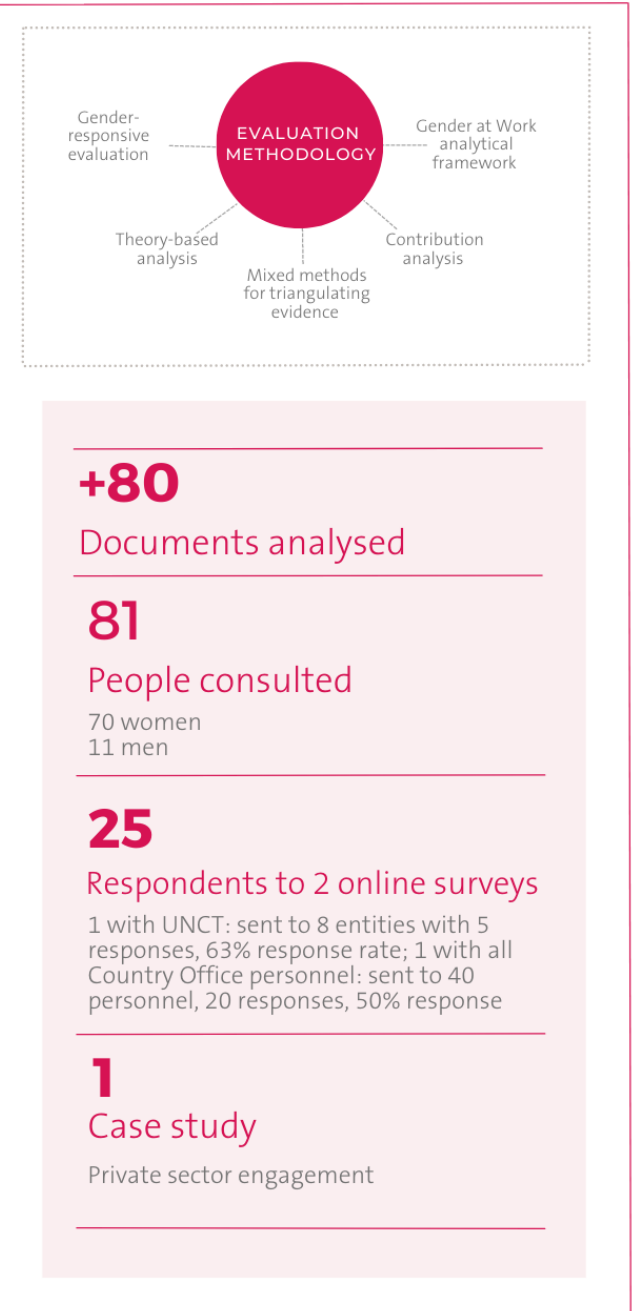 EVALUATION
METHODOLOGY
Gender-
responsive
evaluation
Theory-based
analysis
Mixed methods
for triangulating
evidence
Contribution
analysis
Gender at Work
analytical
framework
+80
Documents analysed
81
People consulted
70 women
11 men
25
Respondents to 2 online surveys
1 with UNCT: sent to 8 entities with 5
responses, 63% response rate; 1 with all
Country Office personnel: sent to 40
personnel, 20 responses, 50% response
1
Case study
Private sector engagement